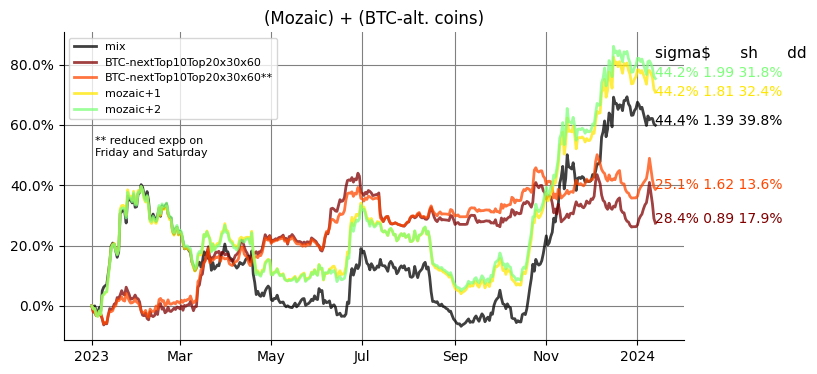 (Mozaic) + (BTC-alt. coins)
mix
BTC-nextTop10Top20x30x60
BTC-nextTop10Top20x30x60**
mozaic+1
mozaic+2
** reduced expo on
Friday and Saturday
sigma$ sh dd
44.2% 1.99 31.8%
44.2% 1.81 32.4%
44.4% 1.39 39.8%
25.1% 1.62 13.6%
28.4% 0.89 17.9%
80.0%
60.0%
40.0%
20.0%
0.0%
2023 Mar May Jul Sep Nov 2024